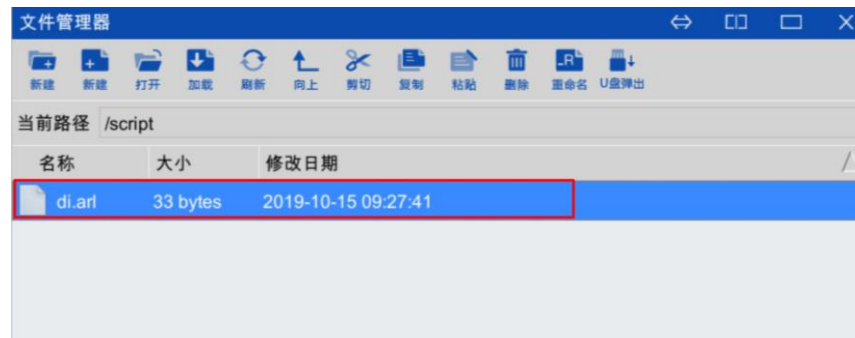 文件管理器
新建 新建 打开 加载 刷新 向上 剪切 复制 粘贴 删除 重命名 U盘弹出
当前路径 /script
名称 大小 修改日期
di.arl 33 bytes 2019-10-15 09:27:41